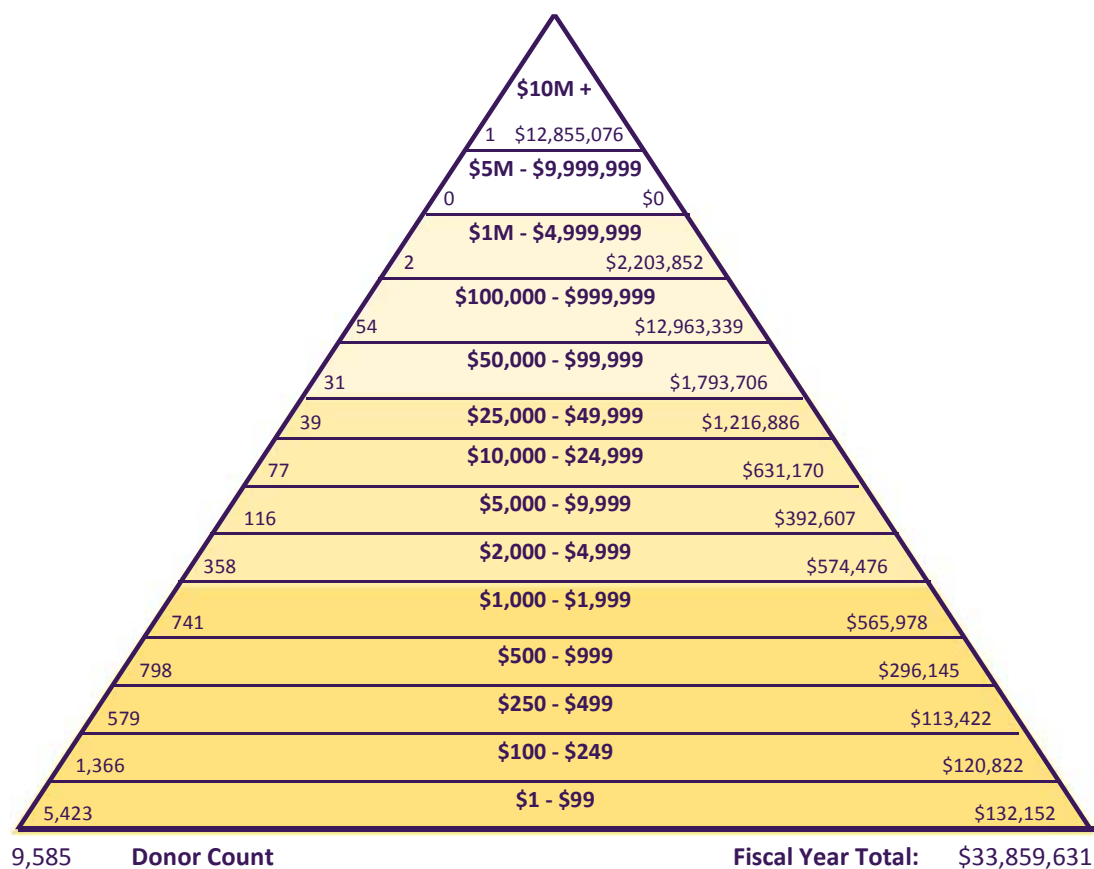 $10M +
1 $12,855,076
$5M - $9,999,999
0 $0
$1M - $4,999,999
2 $2,203,852
$100,000 - $999,999
54 $12,963,339
$50,000 - $99,999
31 $1,793,706
$25,000 - $49,999
39 $1,216,886
$10,000 - $24,999
77 $631,170
$5,000 - $9,999
116 $392,607
$2,000 - $4,999
358 $574,476
$1,000 - $1,999
741 $565,978
$500 - $999
798 $296,145
$250 - $499
579 $113,422
$100 - $249
1,366 $120,822
$1 - $99
5,423 $132,152
9,585 Donor Count Fiscal Year Total: $33,859,631